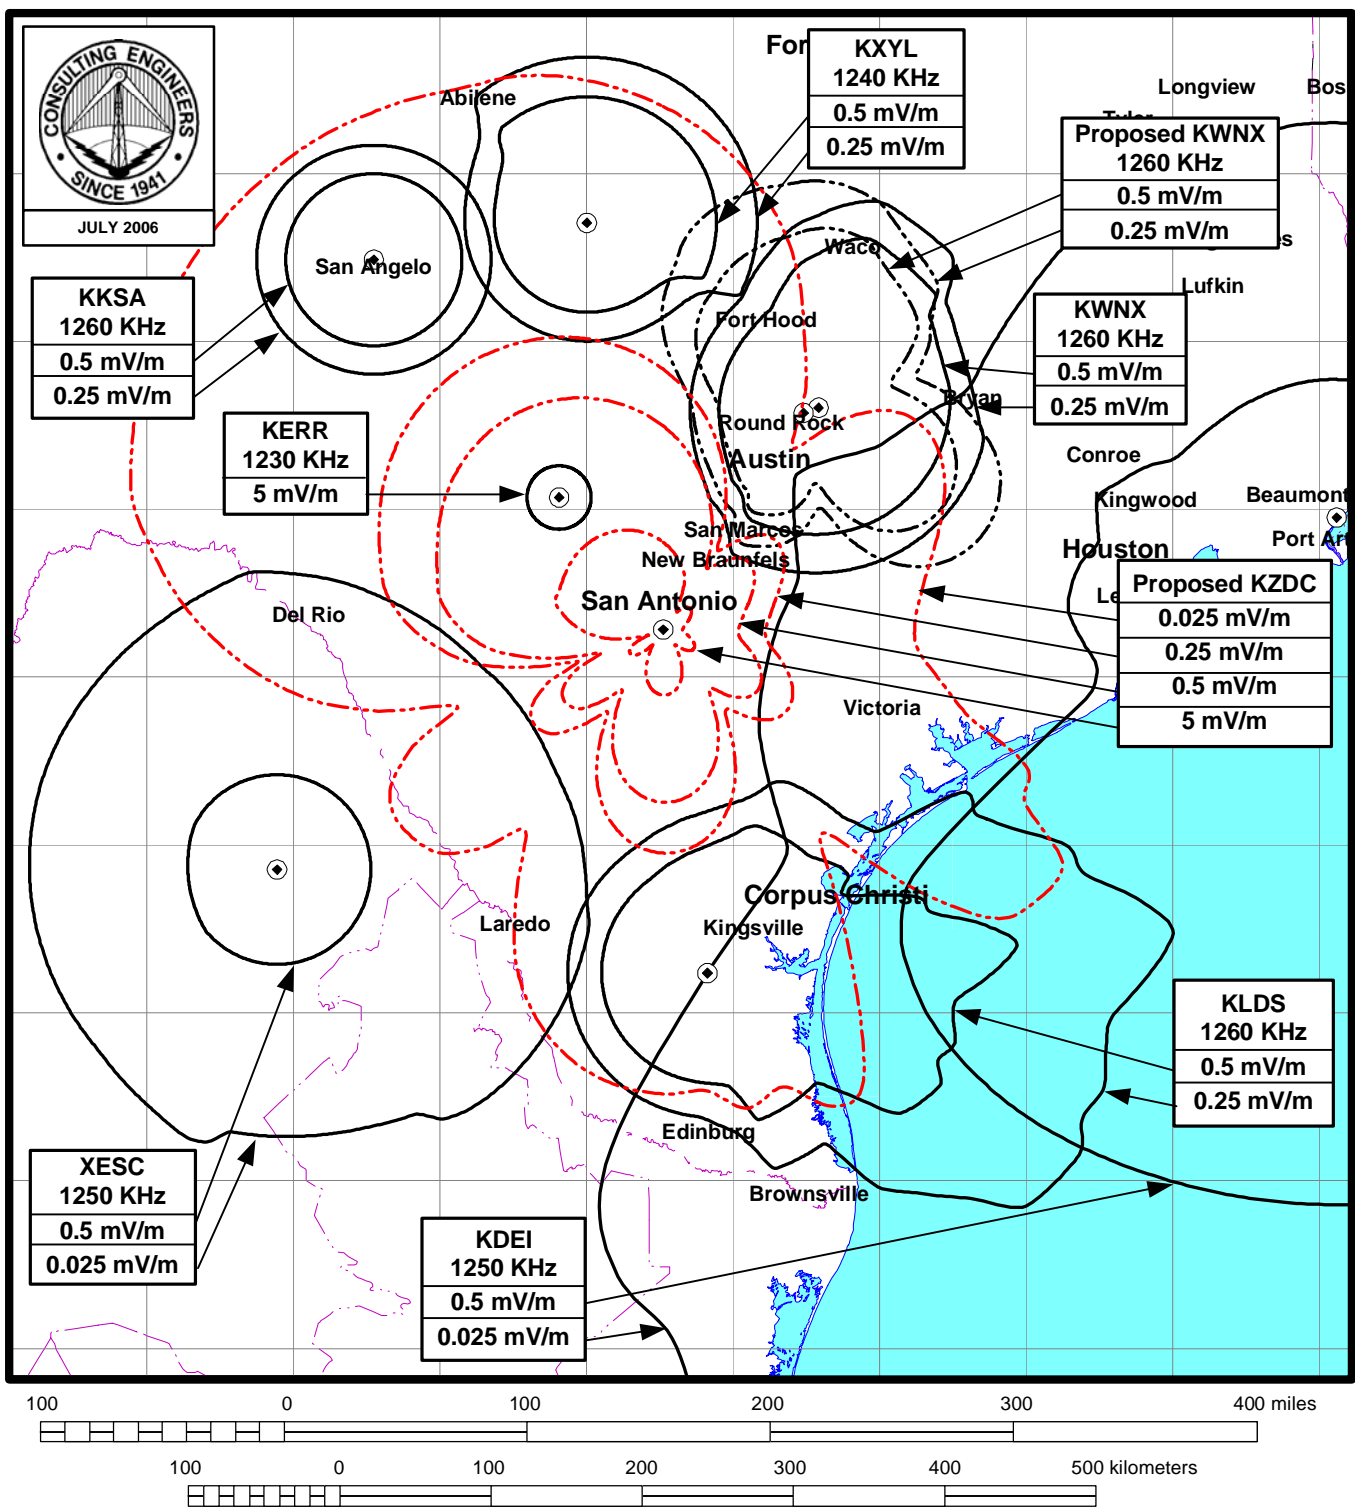 CONSULTING ENGINEERS
• SINCE 1941 •
JULY 2006
For
KXYL
1240 KHz
0.5 mV/m
0.25 mV/m
Abilene
Longview
Bos
Tyler
Proposed KWNX
1260 KHz
0.5 mV/m
0.25 mV/m
Waco
es
San Angelo
Lufkin
KKSA
1260 KHz
0.5 mV/m
0.25 mV/m
Fort Hood
KWNX
1260 KHz
0.5 mV/m
0.25 mV/m
Bryan
KERR
1230 KHz
5 mV/m
Round Rock
Austin
Conroe
Kingwood
Beaumont
San Marcos
Port Art
New Braunfels
Houston
San Antonio
Le
Del Rio
Proposed KZDC
0.025 mV/m
0.25 mV/m
0.5 mV/m
5 mV/m
Victoria
Corpus Christi
Laredo
Kingsville
KLDS
1260 KHz
0.5 mV/m
0.25 mV/m
Edinburg
Brownsville
XESC
1250 KHz
0.5 mV/m
0.025 mV/m
KDEI
1250 KHz
0.5 mV/m
0.025 mV/m
100 0 100 200 300 400 miles
100 0 100 200 300 400 500 kilometers